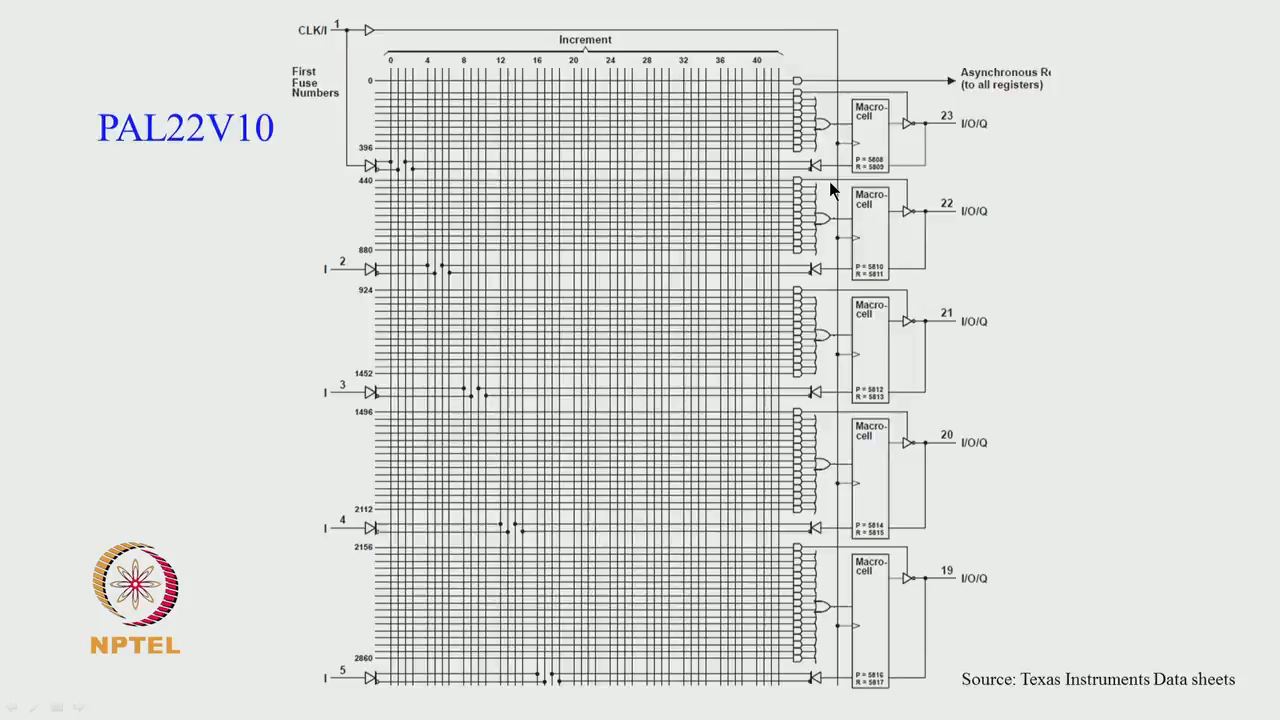 CLK/I 1
Increment
First
Fuse
Numbers
0 4 8 12 16 20 24 28 32 36 40
0
Asynchronous Re
(to all registers)
PAL22V10
Macro-
cell
23 I/O/Q
396
P = 5808
R = 5809
440
Macro-
cell
22 I/O/Q
880
I 2
P = 5810
R = 5811
924
Macro-
cell
21 I/O/Q
1452
I 3
P = 5812
R = 5813
1496
Macro-
cell
20 I/O/Q
2112
I 4
P = 5814
R = 5815
2156
Macro-
cell
19 I/O/Q
2860
I 5
P = 5816
R = 5817
NPTEL
Source: Texas Instruments Data sheets